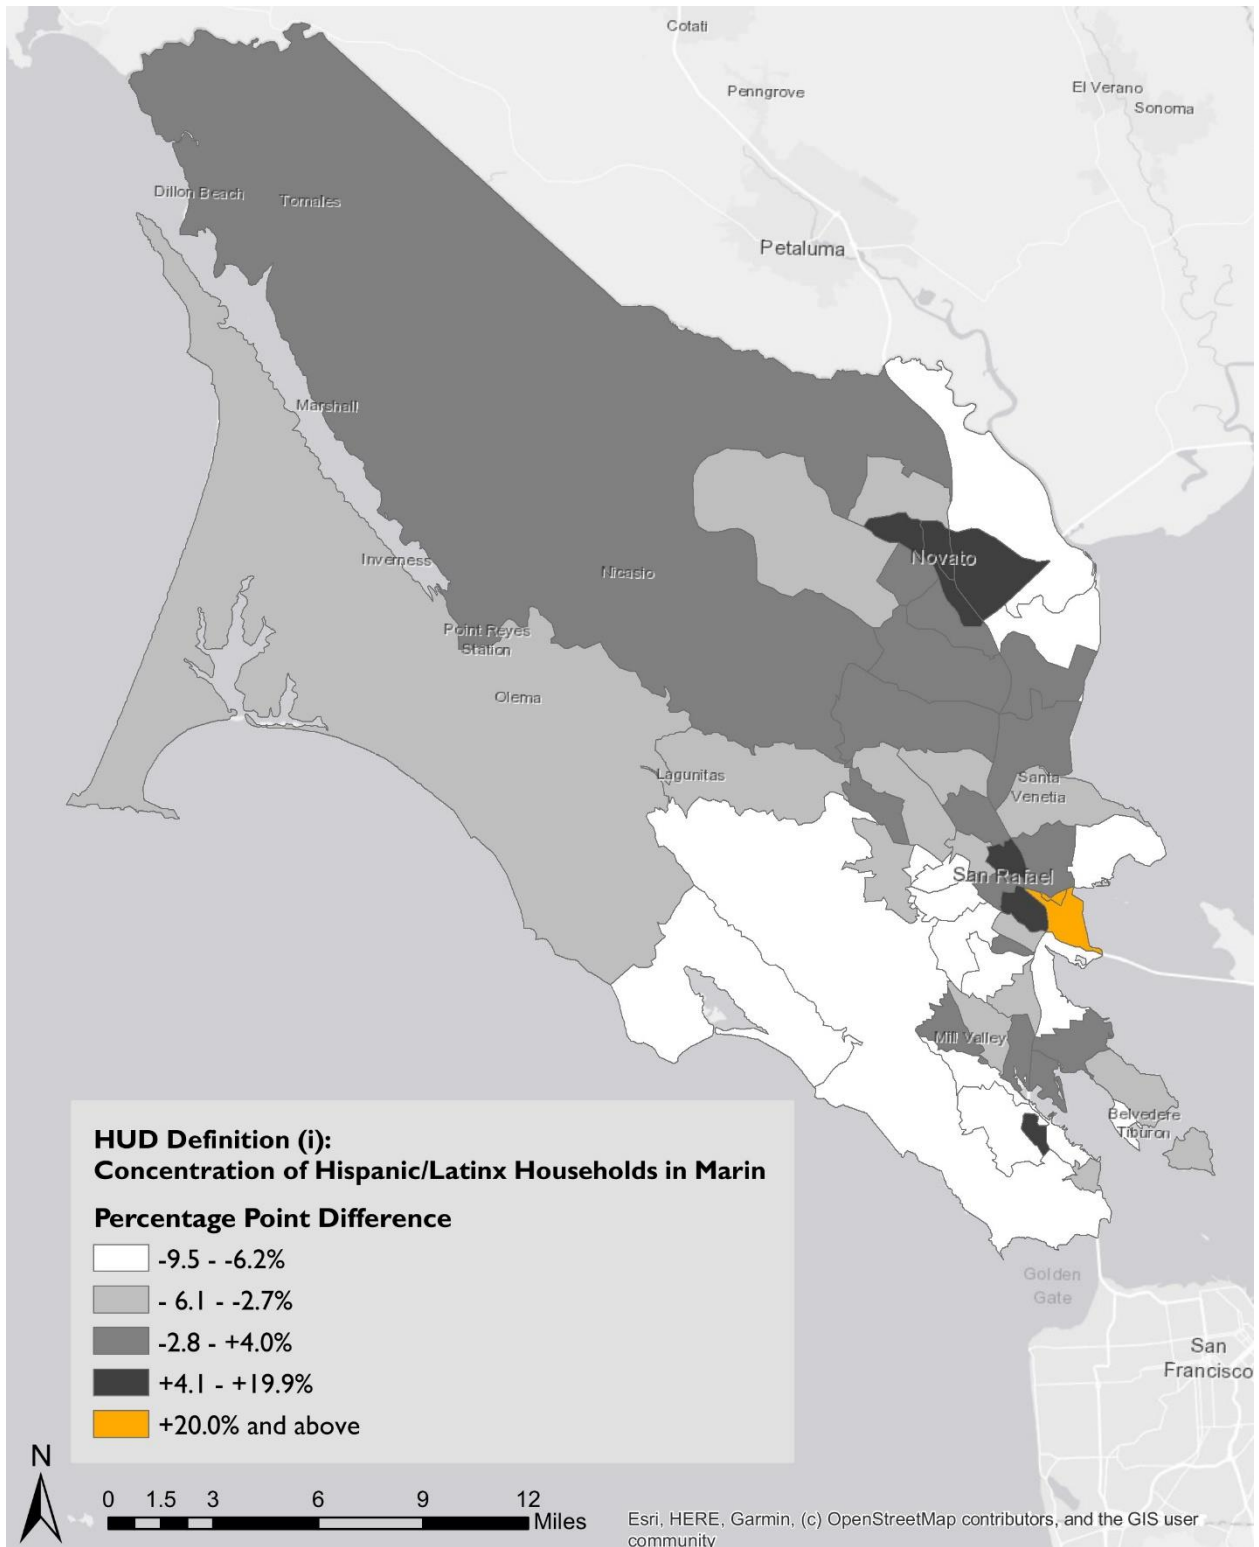 Cotati
Penngrove
El Verano
Sonoma
Dillon Beach
Tomales
Petaluma
Marshall
Novato
Inverness
Nicasio
Point Reyes
Station
Olema
Lagunitas
Santa
Venetia
San Rafael
Mill Valley
Belvedere
Tiburon
HUD Definition (i):
Concentration of Hispanic/Latinx Households in Marin
Percentage Point Difference
-9.5 - -6.2%
- 6.1 - -2.7%
-2.8 - +4.0%
+4.1 - +19.9%
+20.0% and above
Golden
Gate
San
Francisco
N
0 1.5 3 6 9 12
Miles
Esri, HERE, Garmin, (c) OpenStreetMap contributors, and the GIS user
community